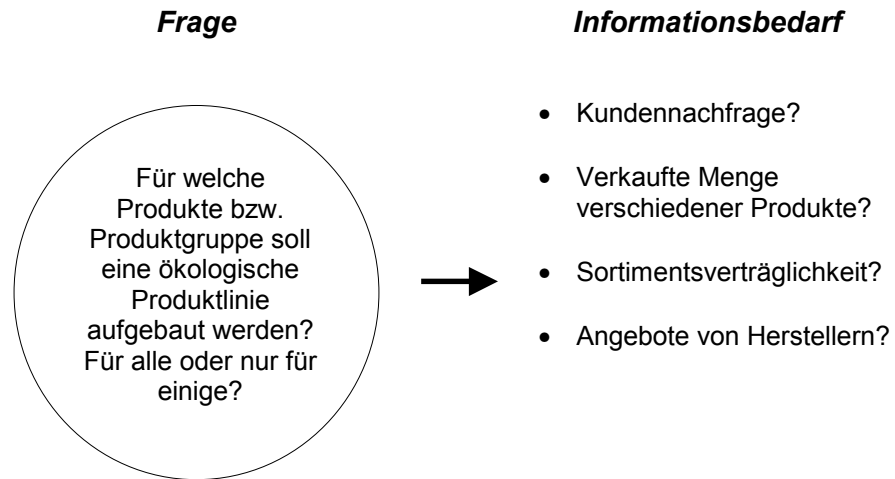 Frage
Informationsbedarf
Für welche
Produkte bzw.
Produktgruppe soll
eine ökologische
Produktlinie
aufgebaut werden?
Für alle oder nur für
einige?
• Kundennachfrage?
• Verkaufte Menge
verschiedener Produkte?
• Sortimentsverträglichkeit?
• Angebote von Herstellern?